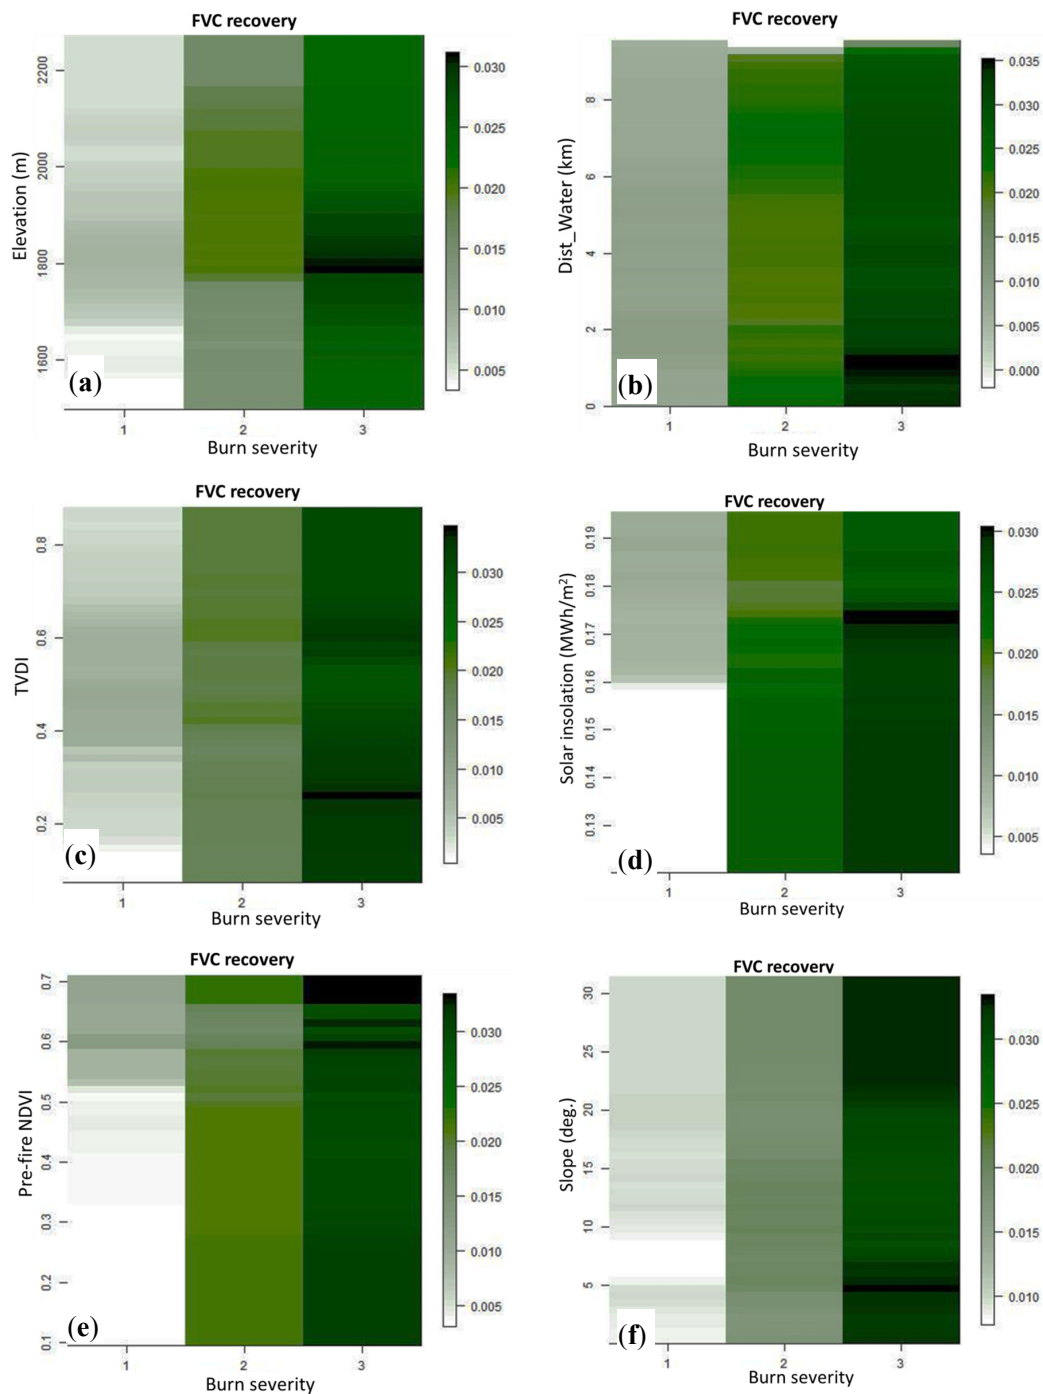 FVC recovery
Elevation (m)
2200
2000
1800
1600
(a)
1 2 3
Burn severity
0.030
0.025
0.020
0.015
0.010
0.005
FVC recovery
Dist_Water (km)
8
6
4
2
0
(b)
1 2 3
Burn severity
0.035
0.030
0.025
0.020
0.015
0.010
0.005
0.000
FVC recovery
TVDI
0.8
0.6
0.4
0.2
(c)
1 2 3
Burn severity
0.030
0.025
0.020
0.015
0.010
0.005
FVC recovery
Solar insolation (MWh/m²)
0.19
0.18
0.17
0.16
0.15
0.14
0.13
(d)
1 2 3
Burn severity
0.030
0.025
0.020
0.015
0.010
0.005
FVC recovery
Pre-fire NDVI
0.7
0.6
0.5
0.4
0.3
0.2
0.1
(e)
1 2 3
Burn severity
0.030
0.025
0.020
0.015
0.010
0.005
FVC recovery
Slope (deg.)
30
25
20
15
10
5
(f)
1 2 3
Burn severity
0.030
0.025
0.020
0.015
0.010